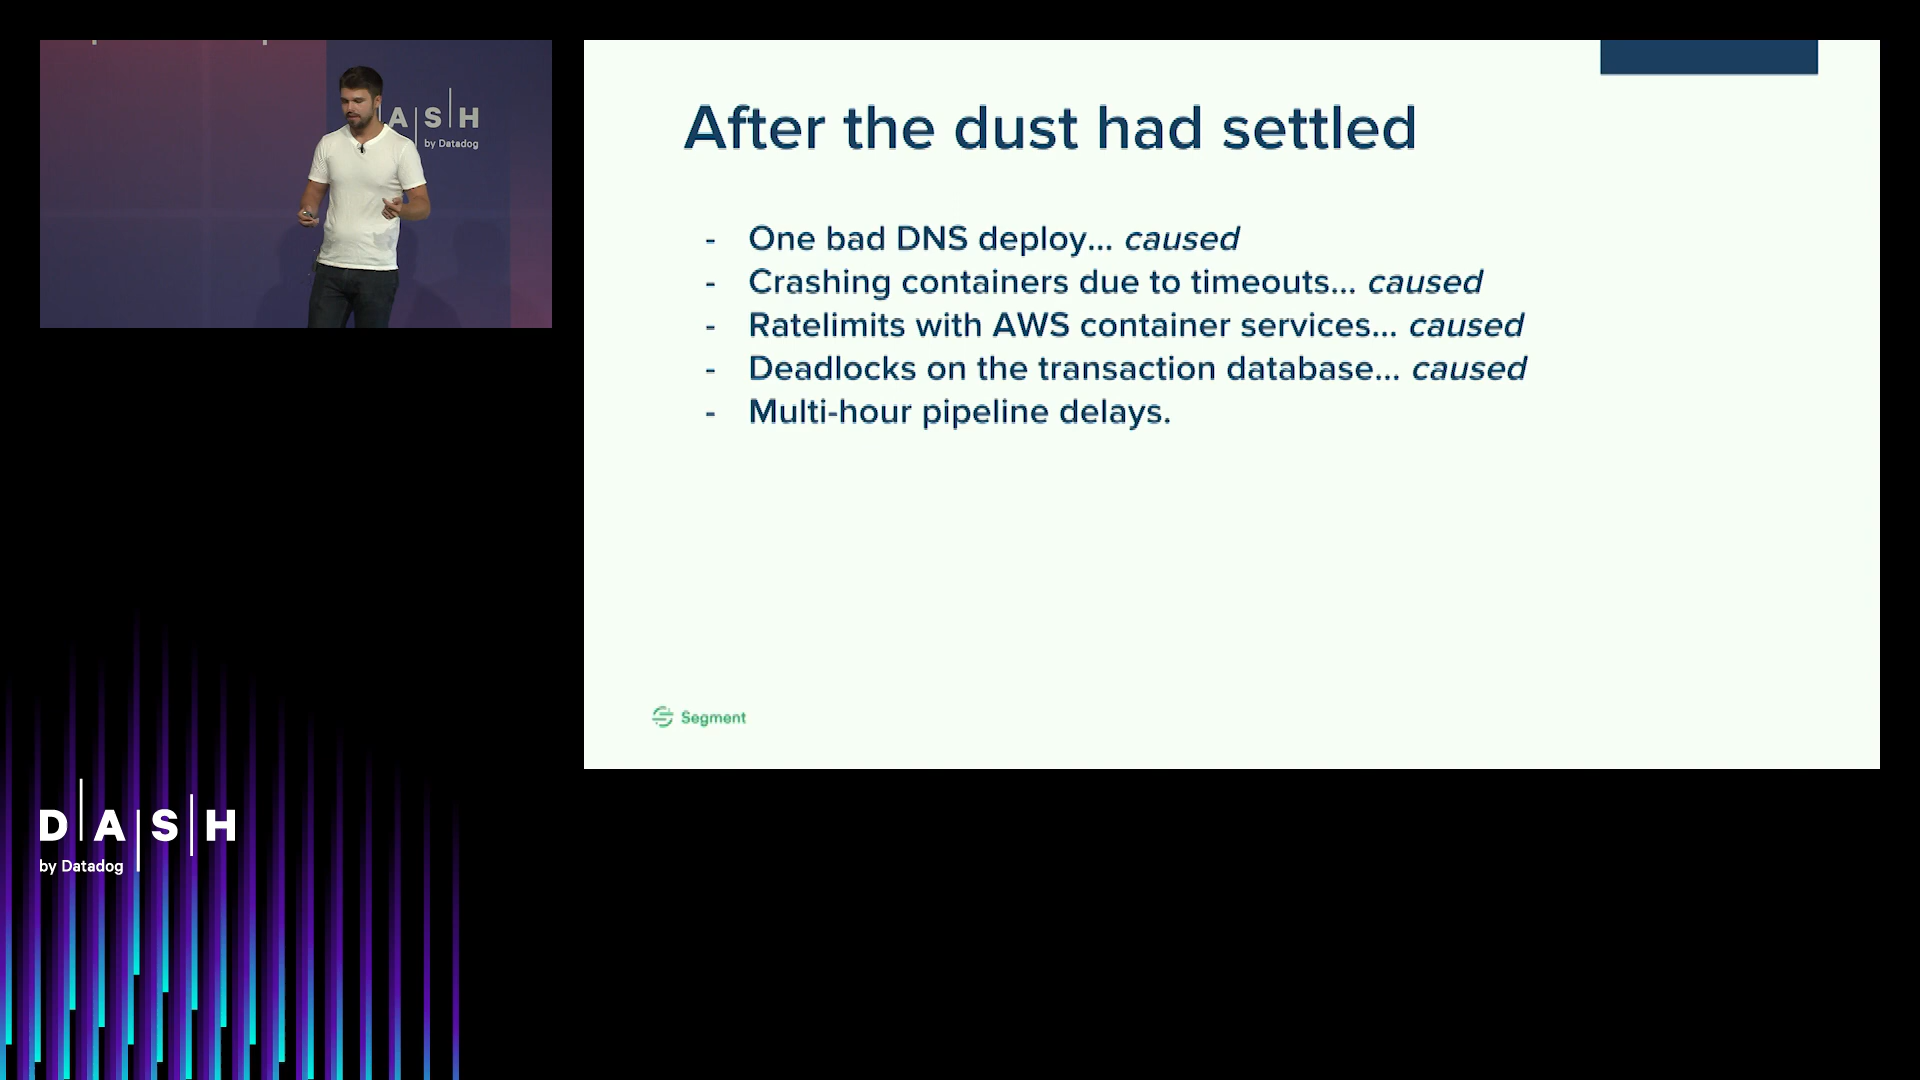 A S H
by Datadog
After the dust had settled
- One bad DNS deploy... caused
- Crashing containers due to timeouts... caused
- Ratelimits with AWS container services... caused
- Deadlocks on the transaction database... caused
- Multi-hour pipeline delays.
Segment
D A S H
by Datadog